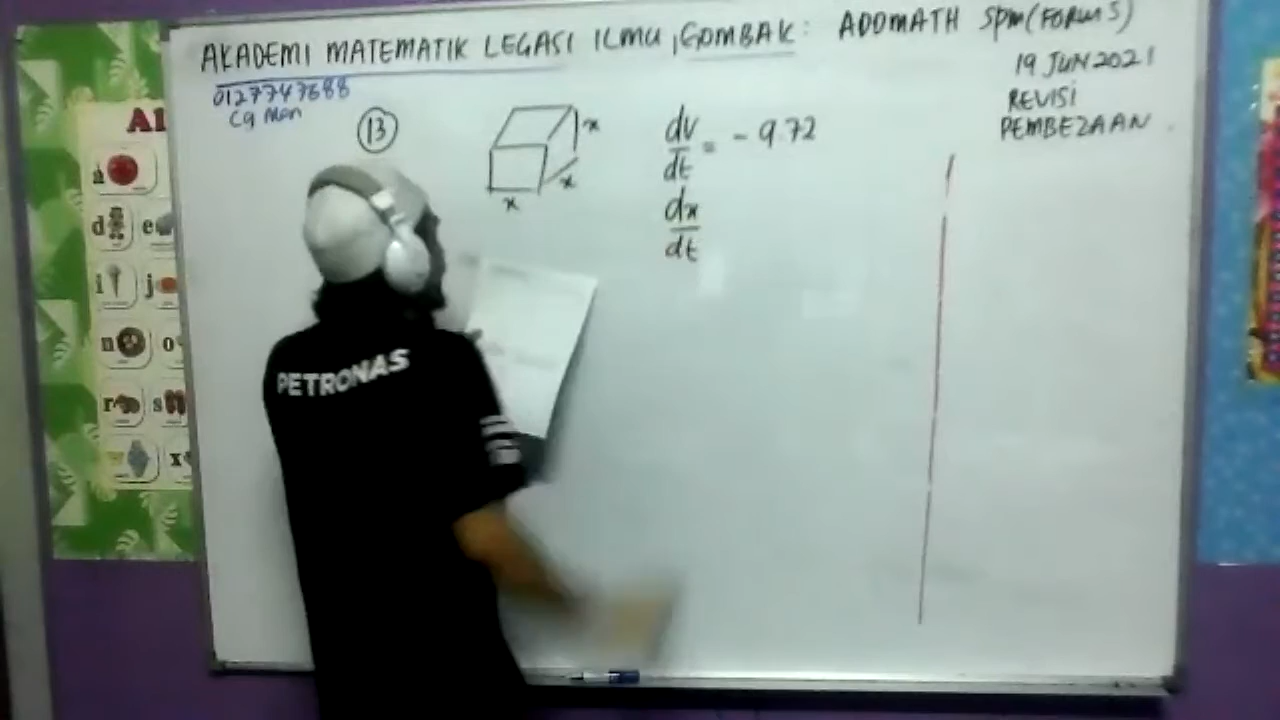 AKADEMI MATEMATIK LEGASI ILMU, GOMBAK: ADDMATH SPM (FORM 5)
0127747688
Cg Man
19 JUN 2021
REVISI
PEMBEZAAN
13
x
x
x
dv
dt = -9.72
dx
dt
PETRONAS
A1
a
d e
i j
n o
r s
w x